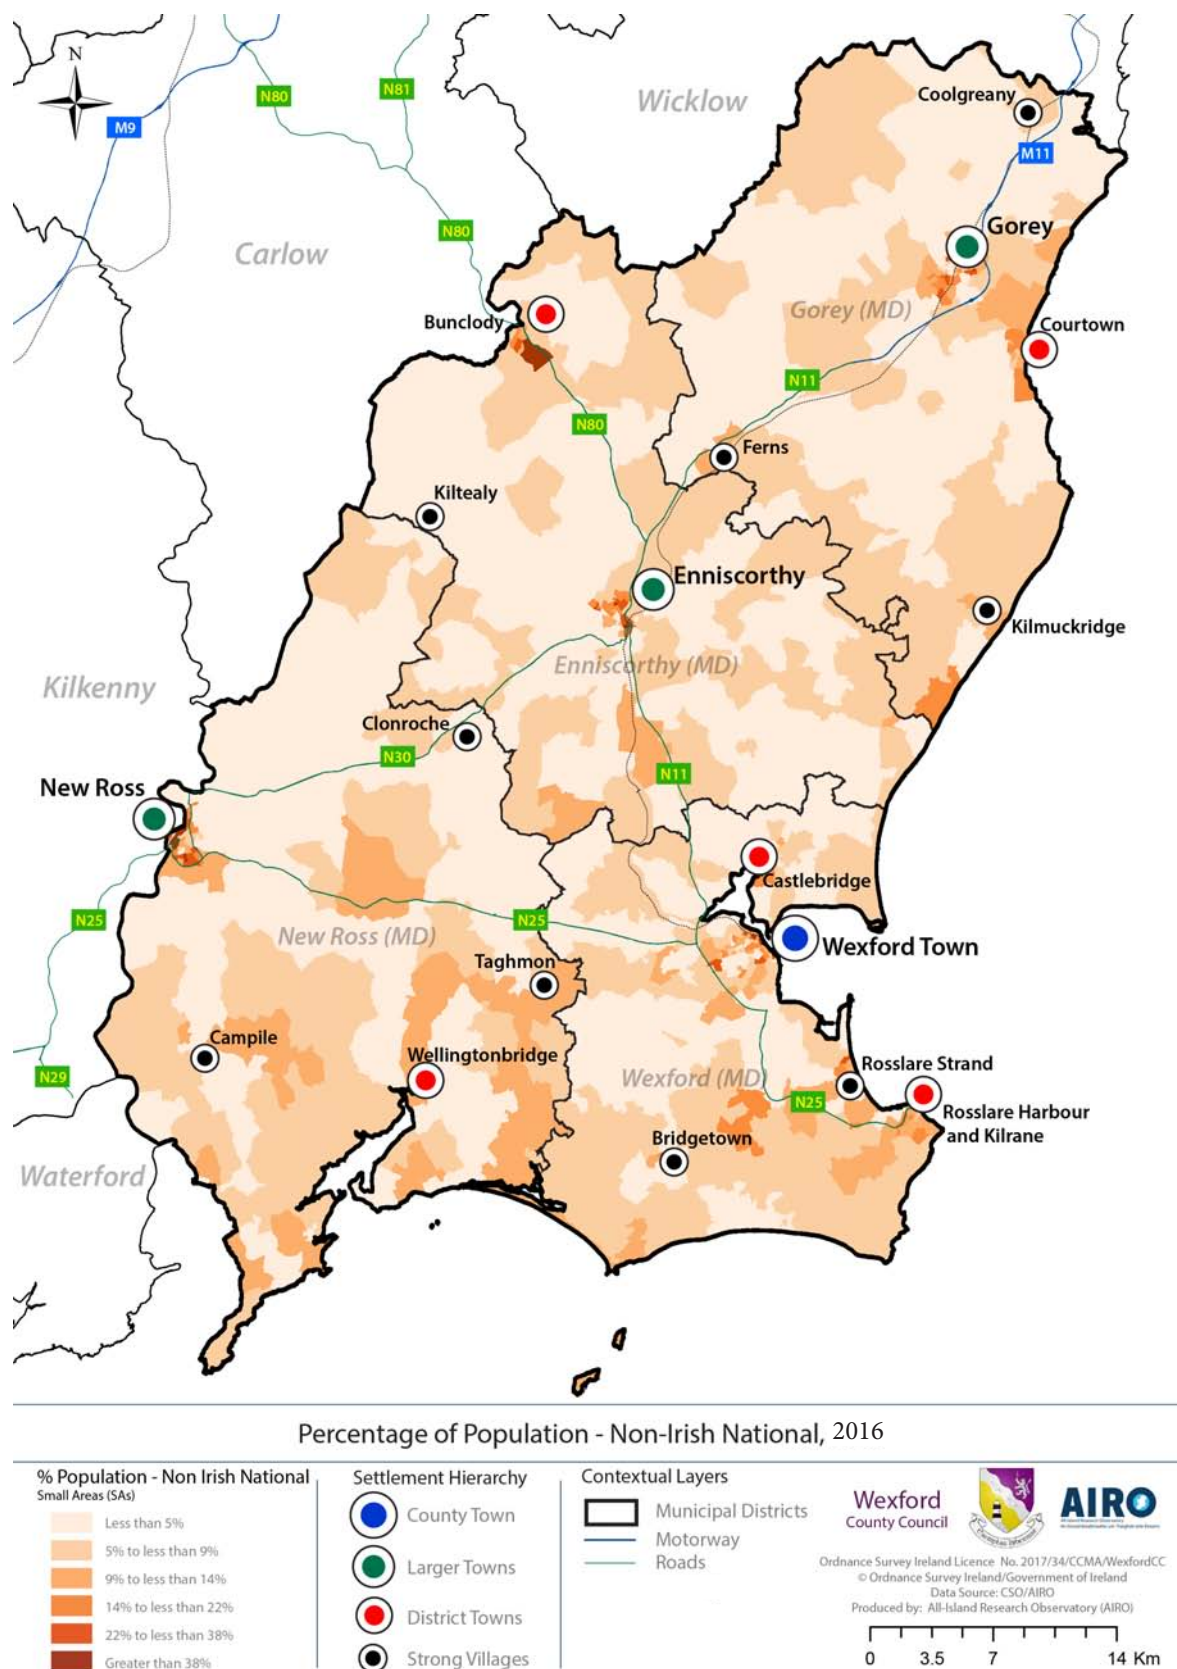 N
N80
N81
M9
Wicklow
Coolgreany
M11
N80
Carlow
Gorey
Bunclody
Gorey (MD)
Courtown
N11
N80
Ferns
Kiltealy
Enniscorthy
Kilmuckridge
Enniscorthy (MD)
Kilkenny
Clonroche
N30
N11
New Ross
Castlebridge
N25
N25
New Ross (MD)
Wexford Town
Taghmon
Campile
Wellingtonbridge
Rosslare Strand
N29
Wexford (MD)
N25
Rosslare Harbour
and Kilrane
Bridgetown
Waterford
Percentage of Population - Non-Irish National, 2016
% Population - Non Irish National
Small Areas (SAs)
Less than 5%
5% to less than 9%
9% to less than 14%
14% to less than 22%
22% to less than 38%
Greater than 38%
Settlement Hierarchy
County Town
Larger Towns
District Towns
Strong Villages
Contextual Layers
Municipal Districts
Motorway
Roads
Wexford
County Council
AIRO
Ordnance Survey Ireland Licence No. 2017/34/CCMA/WexfordCC
© Ordnance Survey Ireland/Government of Ireland
Data Source: CSO/AIRO
Produced by: All-Island Research Observatory (AIRO)
0 3.5 7 14 Km